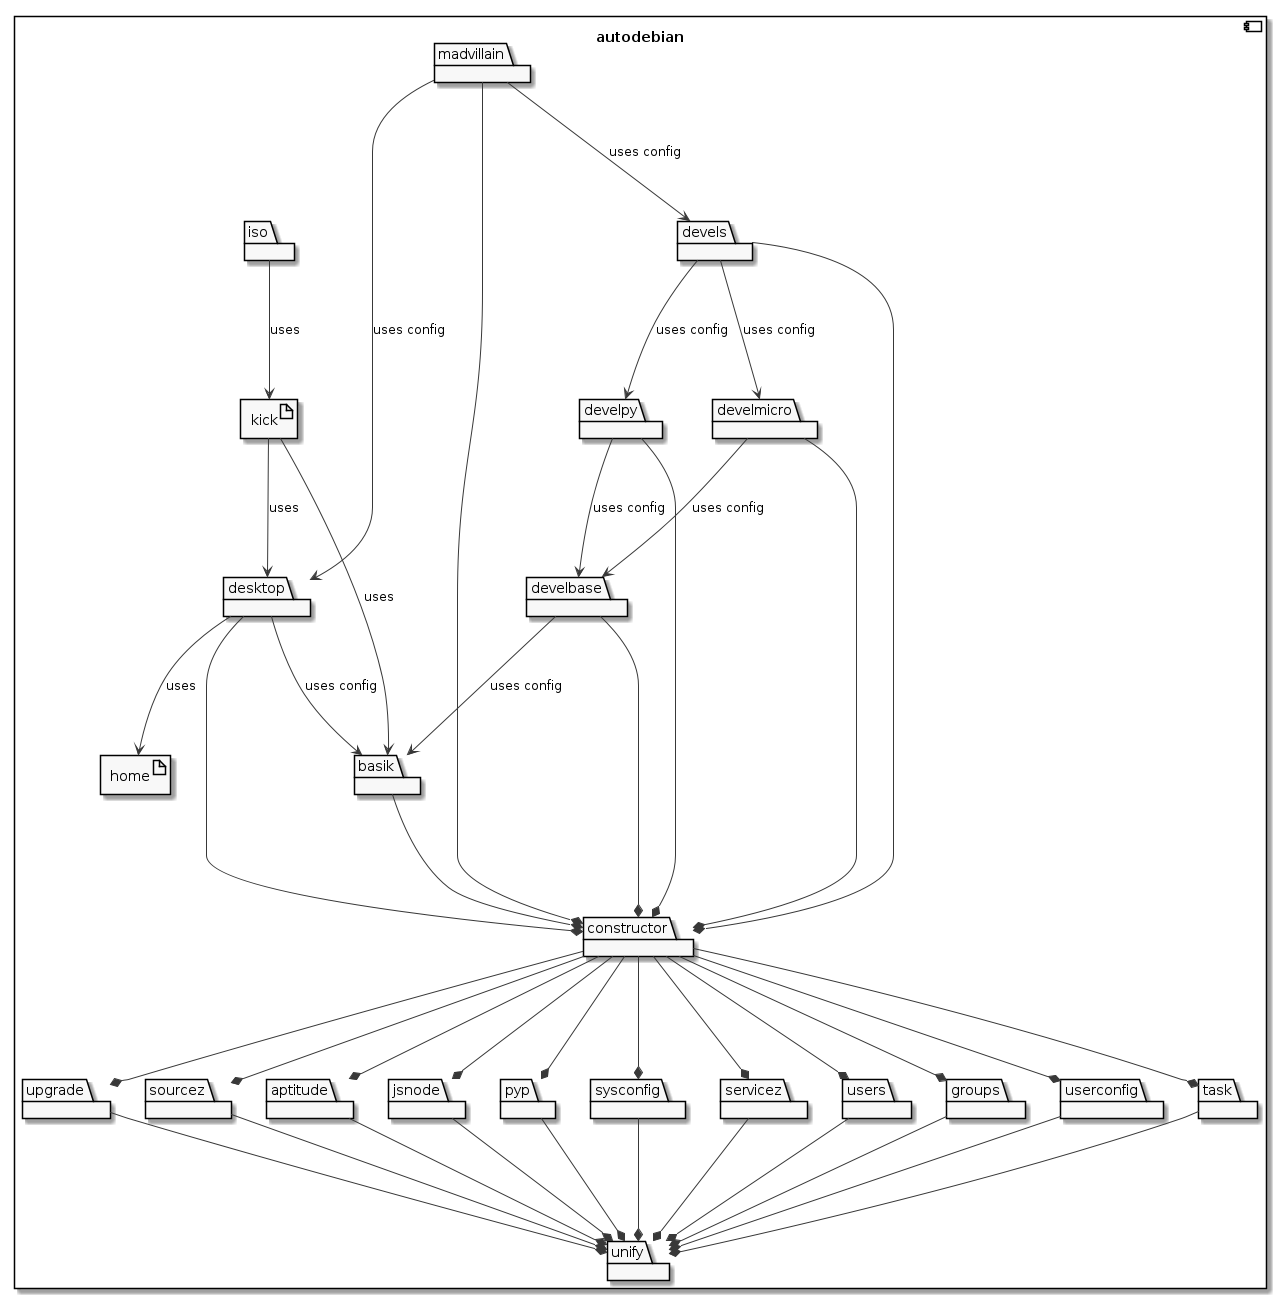 autodebian
madvillain
uses config
iso
devels
uses
uses config
uses config
uses config
kick
develpy
develmicro
uses
uses config
uses config
desktop
develbase
uses
uses
uses config
uses config
home
basik
constructor
upgrade
sourcez
aptitude
jsnode
pyp
sysconfig
servicez
users
groups
userconfig
task
unify